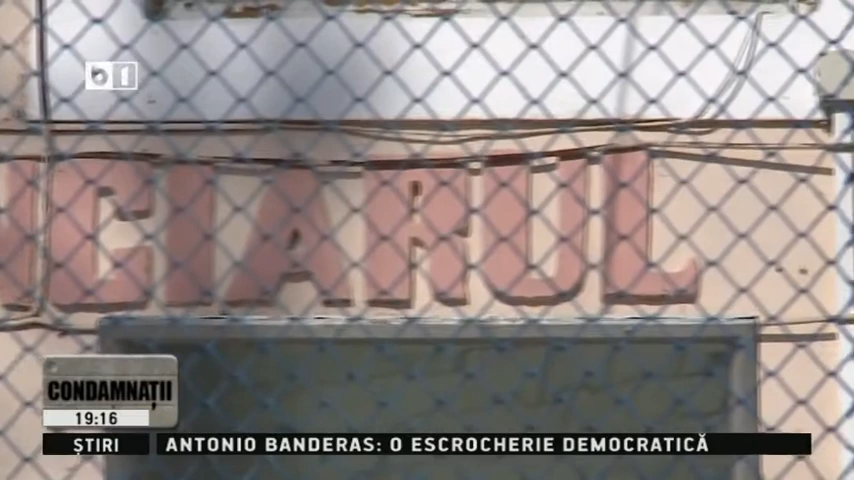 b1
CIARUL
CONDAMNAȚII
19:16
ȘTIRI ANTONIO BANDERAS: O ESCROCHERIE DEMOCRATICĂ